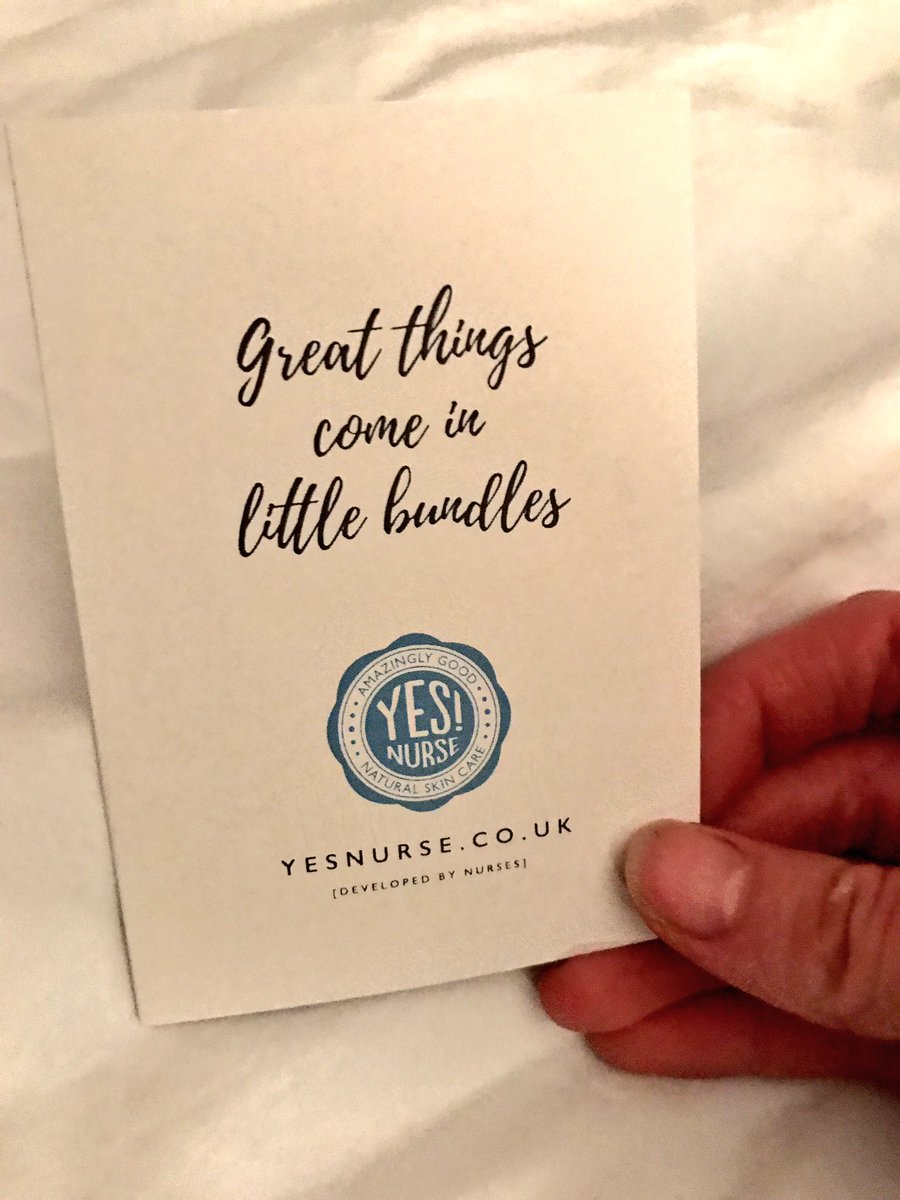 Great things
come in
little bundles
AMAZINGLY GOOD
YES!
NURSE
NATURAL SKIN CARE
YESNURSE.CO.UK
[DEVELOPED BY NURSES]